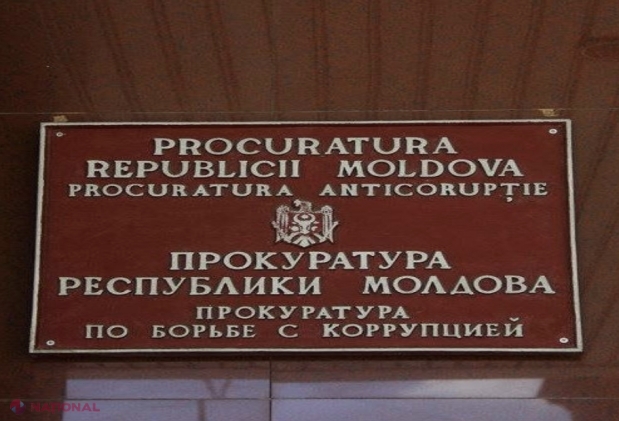 PROCURATURA
REPUBLICII MOLDOVA
PROCURATURA ANTICORUPȚIE
ПРОКУРАТУРА
РЕСПУБЛИКИ МОЛДОВА
ПРОКУРАТУРА
ПО БОРЬБЕ С КОРРУПЦИЕЙ